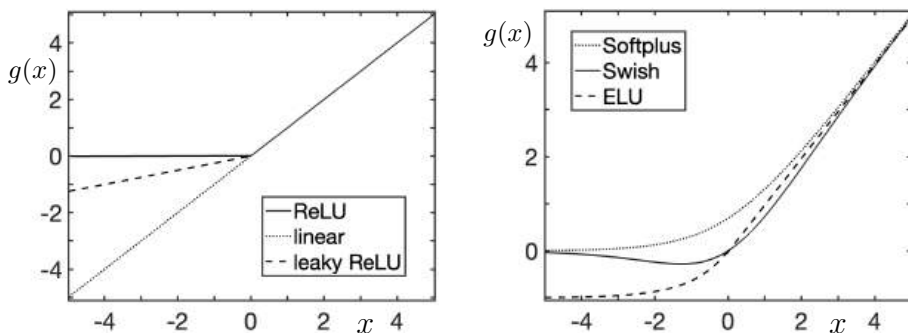 g(x)
4
2
0
-2
-4
ReLU
linear
leaky ReLU
-4 -2 0 2 x 4
g(x)
4
2
0
Softplus
Swish
ELU
-4 -2 0 2 x 4